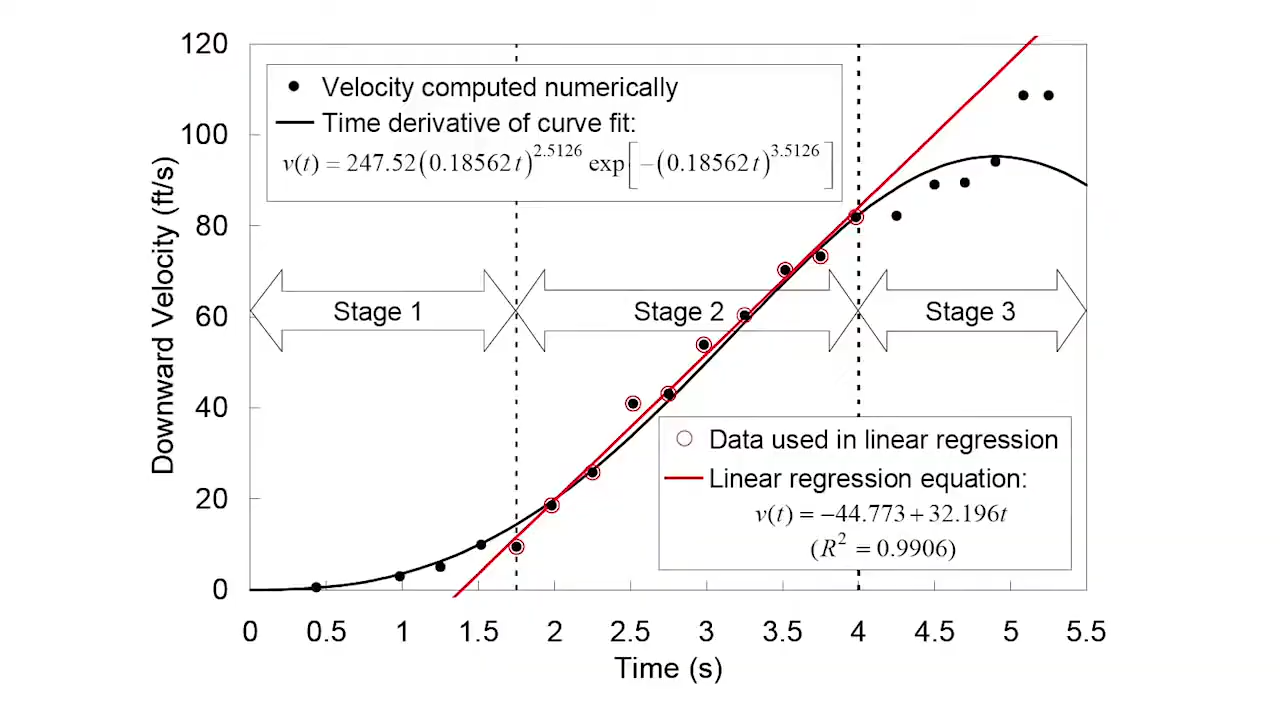 120
100
80
60
40
20
0
Downward Velocity (ft/s)
Velocity computed numerically
Time derivative of curve fit:
v(t) = 247.52(0.18562t)^2.5126 exp[−(0.18562t)^3.5126]
Stage 1
Stage 2
Stage 3
Data used in linear regression
Linear regression equation:
v(t) = −44.773+32.196t
(R^2 = 0.9906)
0 0.5 1 1.5 2 2.5 3 3.5 4 4.5 5 5.5
Time (s)